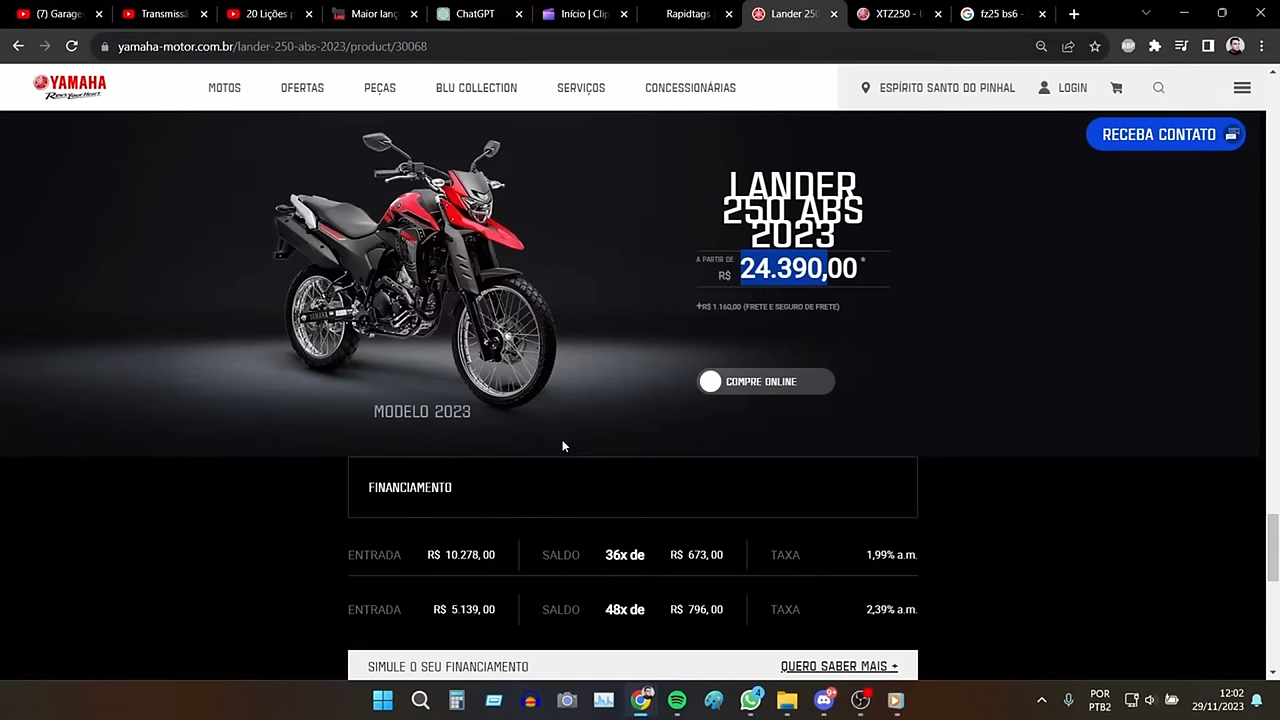 (7) Garage
Transmiss
20 Lições p
Maior lanç
ChatGPT
Início | Clip
Rapidtags
Lander 250
XTZ250 - l
fz25 bs6 -
yamaha-motor.com.br/lander-250-abs-2023/product/30068
ABP
YAMAHA
Revs Your Heart
MOTOS
OFERTAS
PEÇAS
BLU COLLECTION
SERVIÇOS
CONCESSIONÁRIAS
ESPÍRITO SANTO DO PINHAL
LOGIN
RECEBA CONTATO
LANDER
250 ABS
2023
A PARTIR DE
R$ 24.390,00 *
+R$ 1.160,00 (FRETE E SEGURO DE FRETE)
COMPRE ONLINE
MODELO 2023
FINANCIAMENTO
ENTRADA R$ 10.278, 00 SALDO 36x de R$ 673, 00 TAXA 1,99% a.m.
ENTRADA R$ 5.139, 00 SALDO 48x de R$ 796, 00 TAXA 2,39% a.m.
SIMULE O SEU FINANCIAMENTO QUERO SABER MAIS +
4
POR
PTB2
12:02
29/11/2023